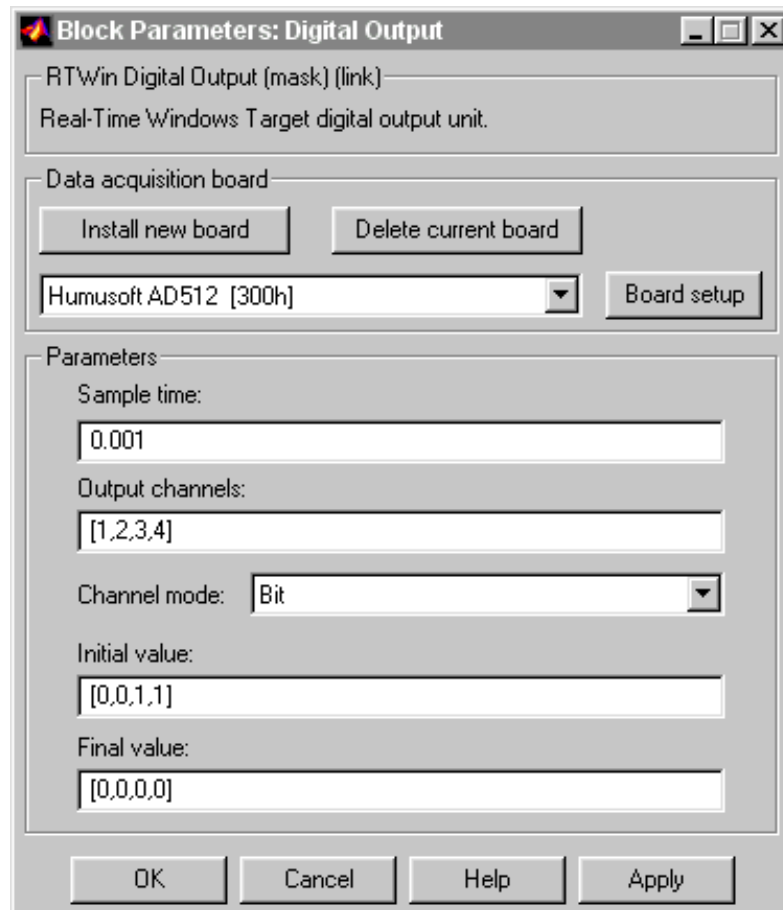 Block Parameters: Digital Output
RTWin Digital Output (mask) (link)
Real-Time Windows Target digital output unit.
Data acquisition board
Install new board Delete current board
Humusoft AD512 [300h] Board setup
Parameters
Sample time:
0.001
Output channels:
[1,2,3,4]
Channel mode: Bit
Initial value:
[0,0,1,1]
Final value:
[0,0,0,0]
OK Cancel Help Apply